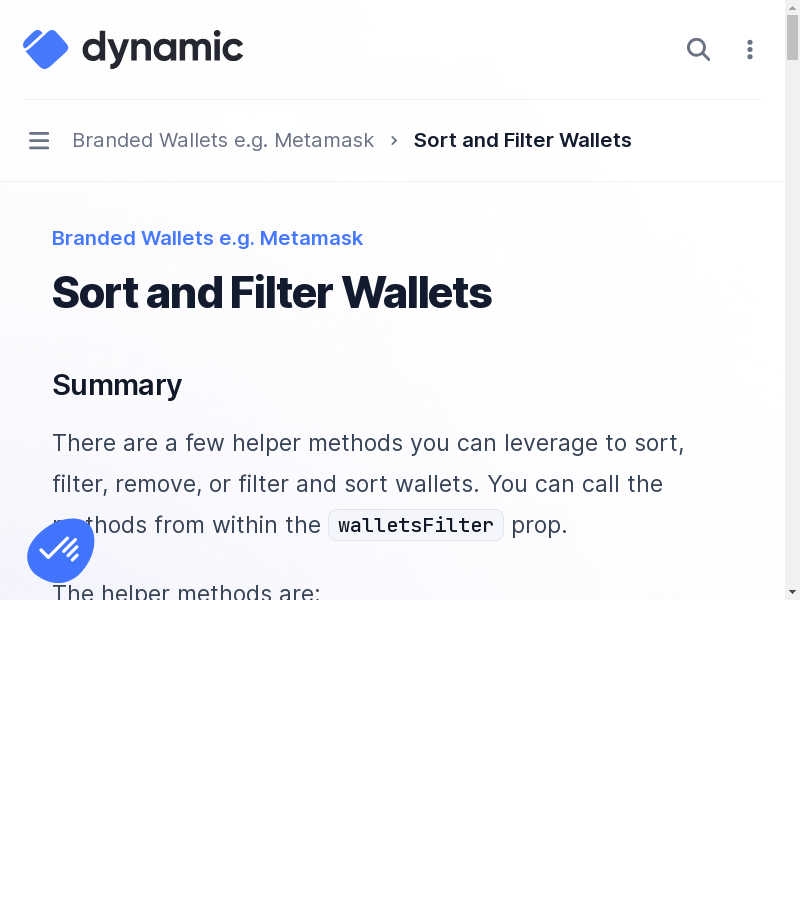 dynamic
Branded Wallets e.g. Metamask > Sort and Filter Wallets
Branded Wallets e.g. Metamask
Sort and Filter Wallets
Summary
There are a few helper methods you can leverage to sort,
filter, remove, or filter and sort wallets. You can call the
methods from within the walletsFilter prop.
The helper methods are: